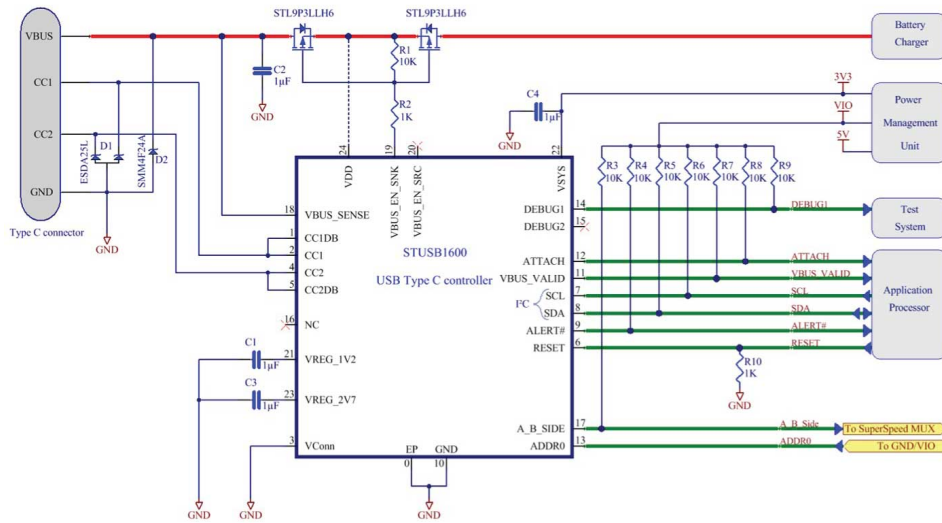 STL9P3LLH6
STL9P3LLH6
VBUS
Battery
Charger
R1
10K
C2
1µF
GND
CC1
3V3
C4
1µF
GND
Power
R2
1K
VIO
Management
CC2
5V
Unit
D1
ESDA25L
SMM4F24A
D2
24
19
20
22
VDD
VBUS_EN_SNK
VBUS_EN_SRC
VSYS
R3
10K
R4
10K
R5
10K
R6
10K
R7
10K
R8
10K
R9
10K
GND
Type C connector
GND
18
VBUS_SENSE
DEBUG1
14
DEBUG1
Test
System
DEBUG2
15
1
CC1DB
2
CC1
4
CC2
5
CC2DB
STUSB1600
USB Type C controller
ATTACH
12
ATTACH
VBUS_VALID
11
VBUS_VALID
I²C
SCL
7
SCL
SDA
8
SDA
ALERT#
9
ALERT#
RESET
6
RESET
Application
Processor
16
NC
C1
1µF
21
VREG_1V2
R10
1K
GND
C3
1µF
23
VREG_2V7
A_B_SIDE
17
A_B_Side
To SuperSpeed MUX
3
VConn
ADDR0
13
ADDR0
To GND/VIO
EP
GND
0
10
GND
GND
GND